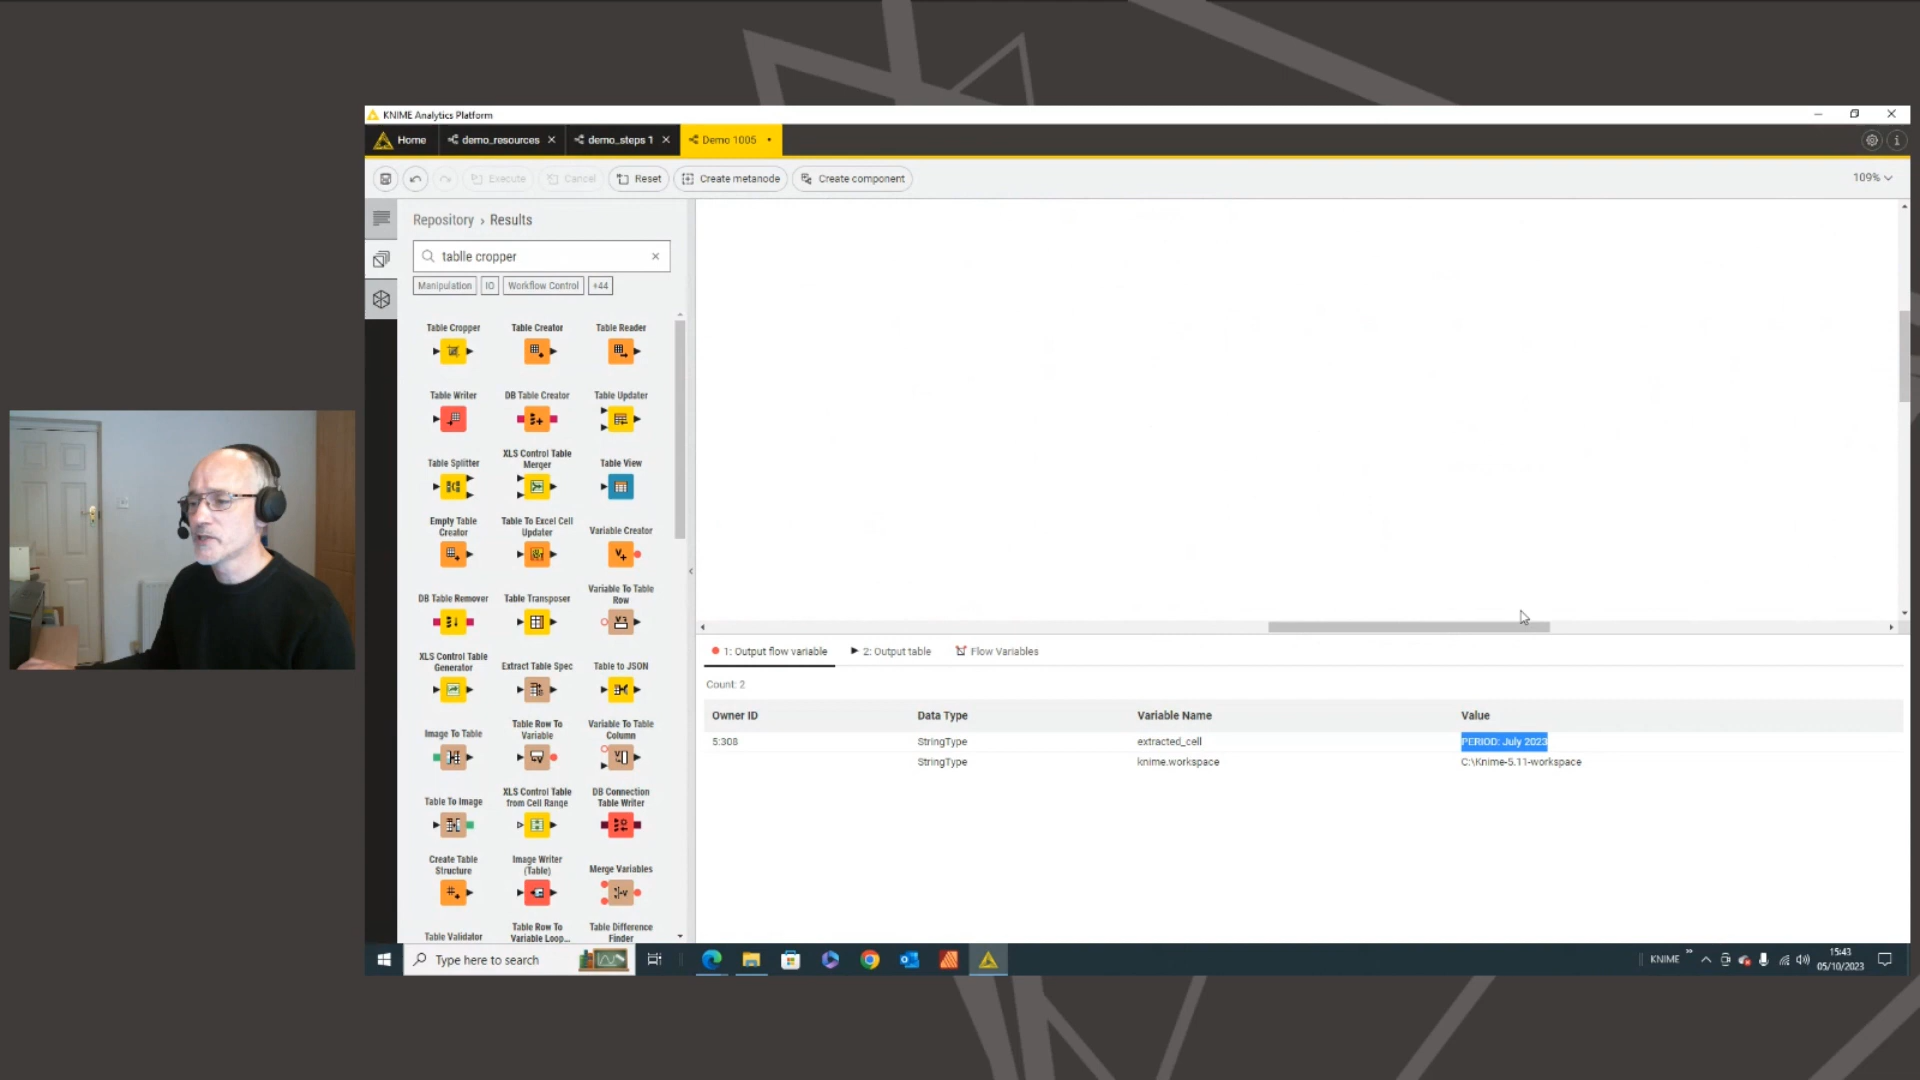 KNIME Analytics Platform
Home
demo_resources
demo_steps 1
Demo 1005
Execute
Cancel
Reset
Create metanode
Create component
109%
Repository › Results
tablle cropper
Manipulation
IO
Workflow Control
+44
Table Cropper
Table Creator
Table Reader
Table Writer
DB Table Creator
Table Updater
Table Splitter
XLS Control Table
Merger
Table View
Empty Table
Creator
Table To Excel Cell
Updater
Variable Creator
DB Table Remover
Table Transposer
Variable To Table
Row
XLS Control Table
Generator
Extract Table Spec
Table to JSON
Image To Table
Table Row To
Variable
Variable To Table
Column
Table To Image
XLS Control Table
from Cell Range
DB Connection
Table Writer
Create Table
Structure
Image Writer
(Table)
Merge Variables
Table Validator
Table Row To
Variable Loop...
Table Difference
Finder
1: Output flow variable
2: Output table
Flow Variables
Count: 2
Owner ID
Data Type
Variable Name
Value
5:308
StringType
extracted_cell
PERIOD: July 2023
StringType
knime.workspace
C:\Knime-5.11-workspace
Type here to search
KNIME
15:43
05/10/2023